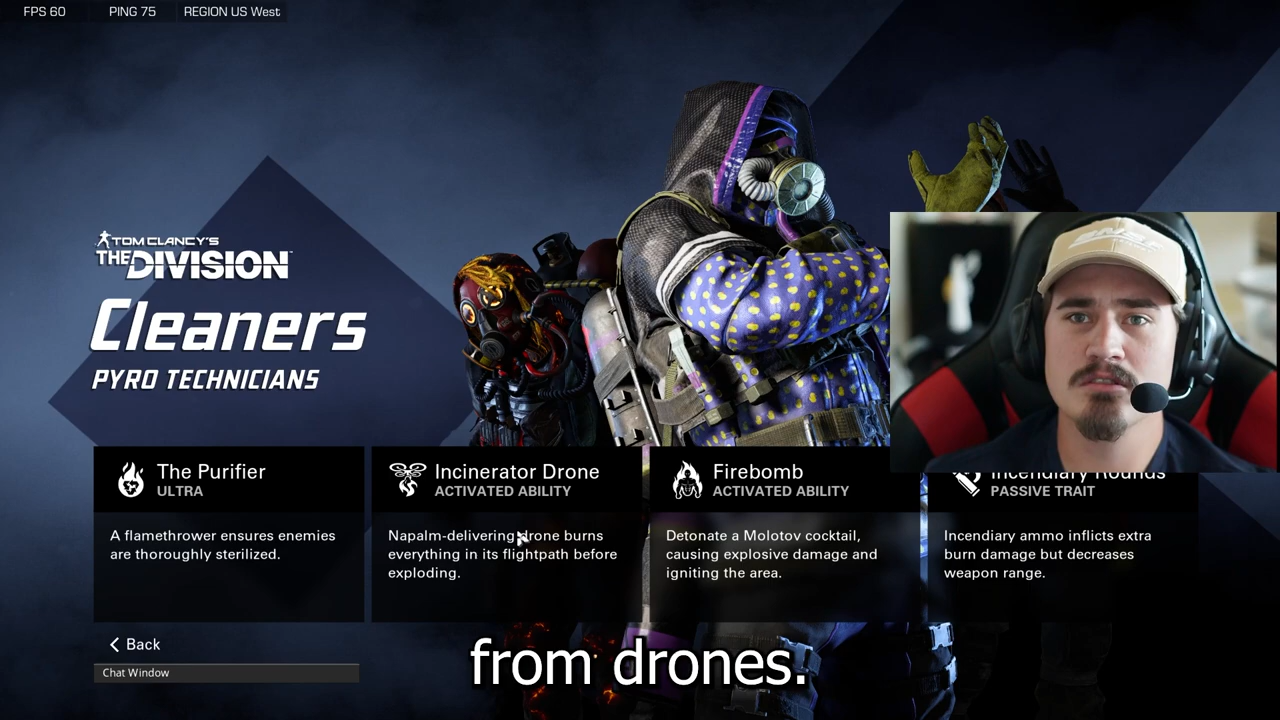 FPS 60 PING 75 REGION US West
TOM CLANCY'S
THE DIVISION
Cleaners
PYRO TECHNICIANS
The Purifier
ULTRA
A flamethrower ensures enemies
are thoroughly sterilized.
Incinerator Drone
ACTIVATED ABILITY
Napalm-delivering drone burns
everything in its flightpath before
exploding.
Firebomb
ACTIVATED ABILITY
Detonate a Molotov cocktail,
causing explosive damage and
igniting the area.
Incendiary Rounds
PASSIVE TRAIT
Incendiary ammo inflicts extra
burn damage but decreases
weapon range.
Back
Chat Window
from drones.